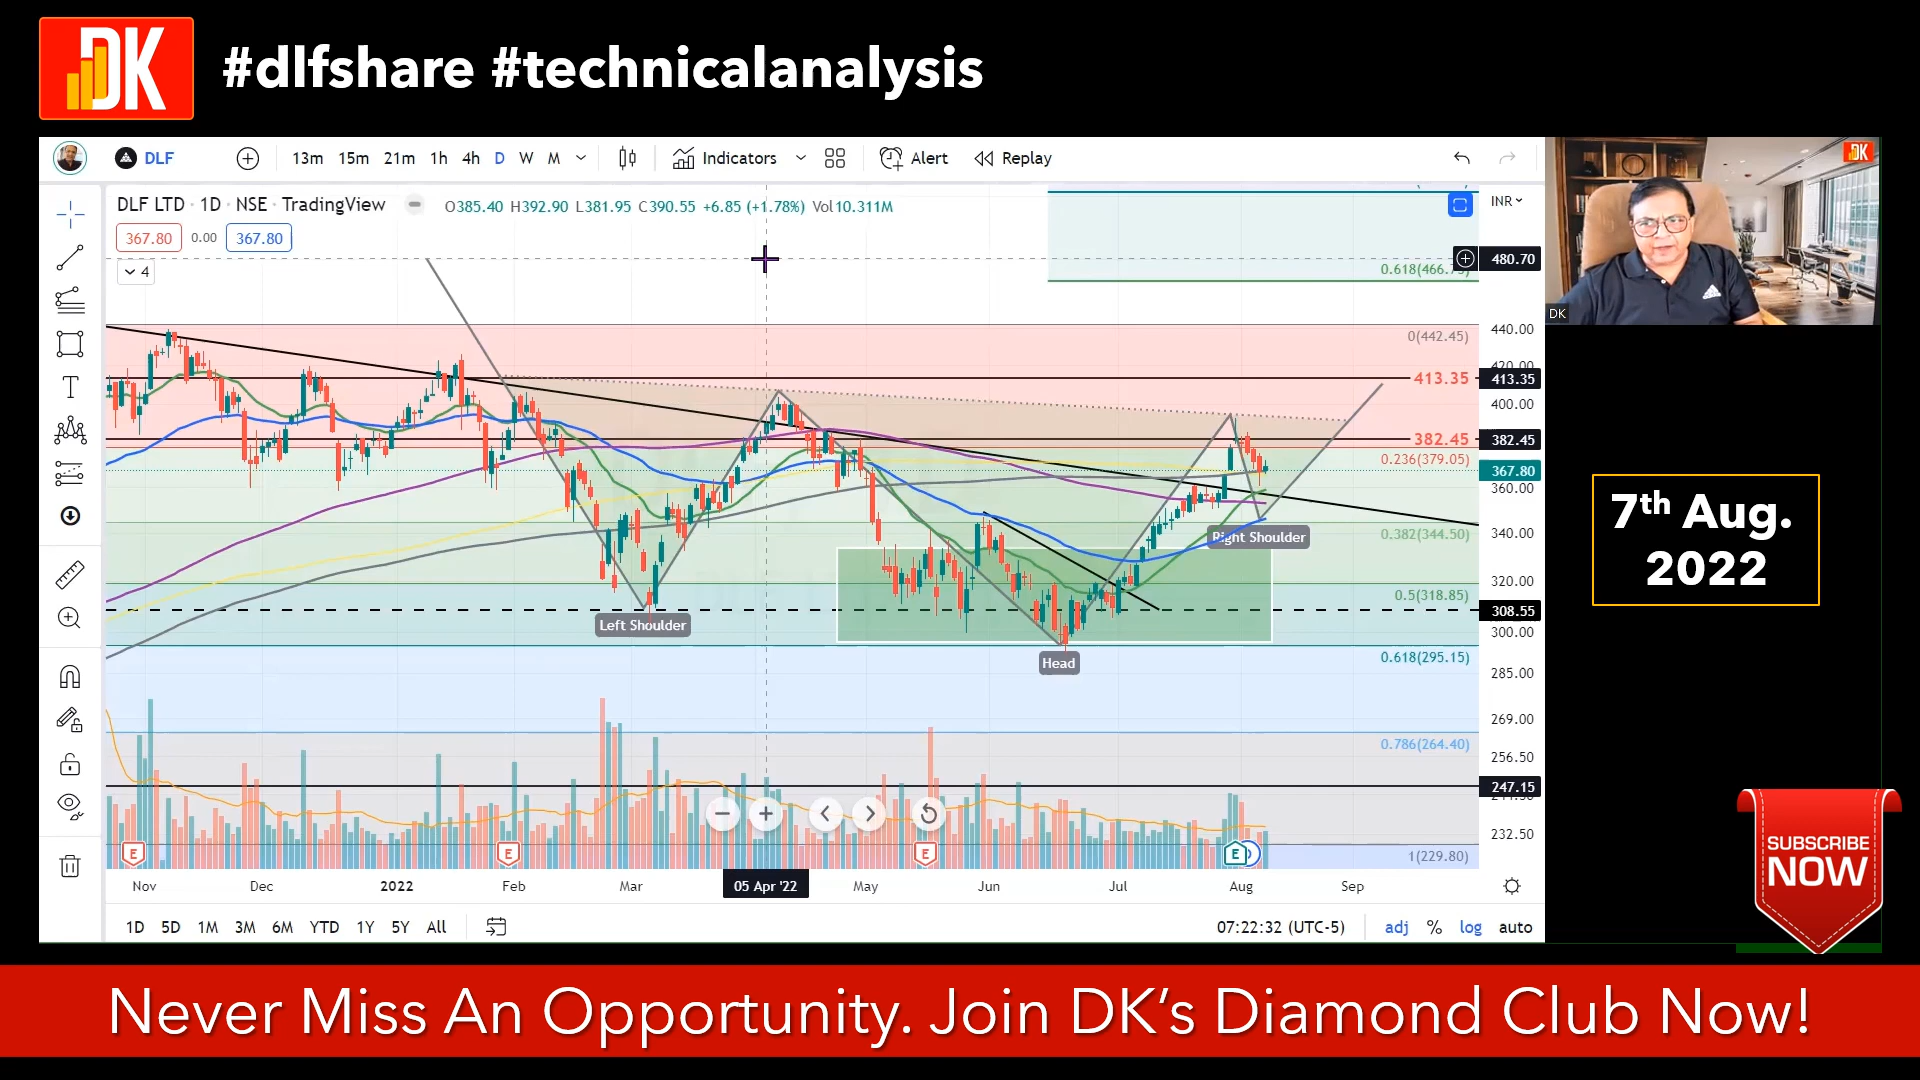 DK #dlfshare #technicalanalysis
DLF 13m 15m 21m 1h 4h D W M Indicators Alert Replay
DLF LTD · 1D · NSE · TradingView O385.40 H392.90 L381.95 C390.55 +6.85 (+1.78%) Vol10.311M INR
367.80 0.00 367.80
4
480.70
440.00
0(442.45)
413.35 413.35
400.00
382.45 382.45
0.236(379.05)
367.80
360.00
340.00
0.382(344.50)
Right Shoulder
320.00
0.5(318.85)
308.55
Left Shoulder
300.00
0.618(295.15)
Head
285.00
269.00
0.786(264.40)
256.50
247.15
232.50
1(229.80)
E E E E
Nov Dec 2022 Feb Mar 05 Apr '22 May Jun Jul Aug Sep
1D 5D 1M 3M 6M YTD 1Y 5Y All 07:22:32 (UTC-5) adj % log auto
DK
DK
7th Aug.
2022
SUBSCRIBE
NOW
Never Miss An Opportunity. Join DK's Diamond Club Now!